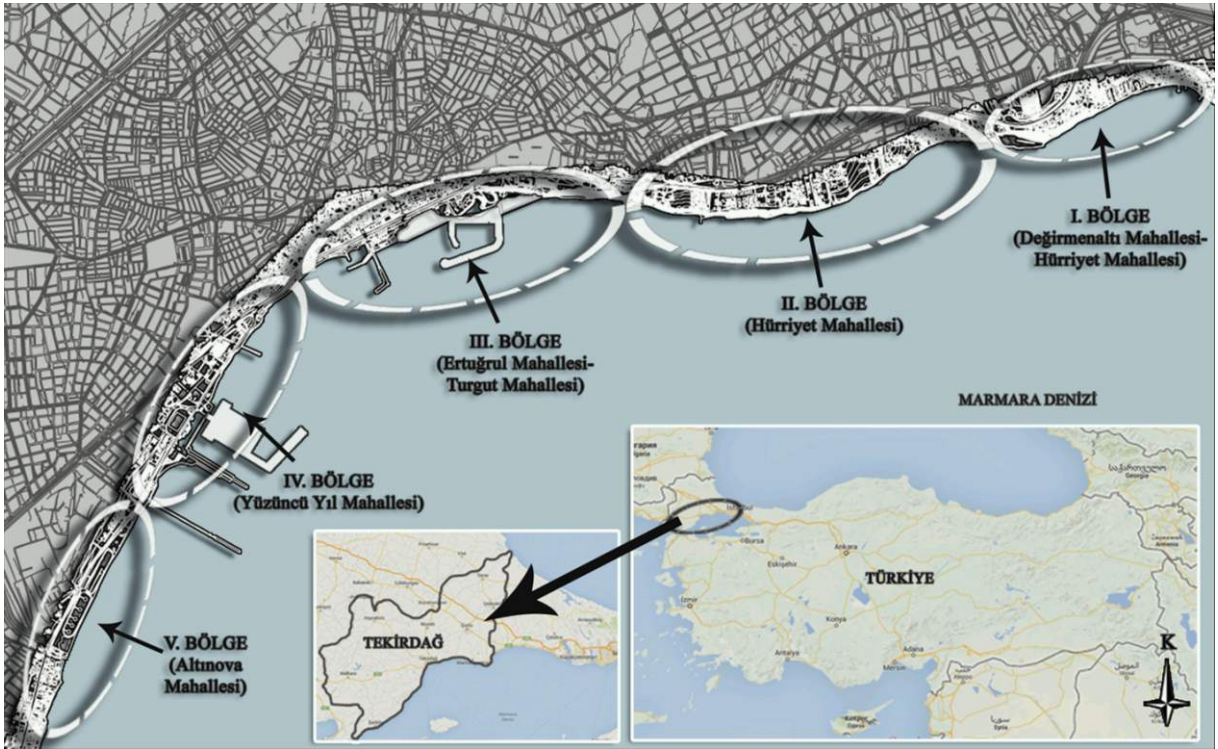 I. BÖLGE
(Değirmenaltı Mahallesi-
Hürriyet Mahallesi)
II. BÖLGE
(Hürriyet Mahallesi)
III. BÖLGE
(Ertuğrul Mahallesi-
Turgut Mahallesi)
MARMARA DENİZİ
IV. BÖLGE
(Yüzüncü Yıl Mahallesi)
V. BÖLGE
(Altınova
Mahallesi)
TEKİRDAĞ
საქართველო
Georgia
Bursa
Ankara
Eskişehir
TÜRKİYE
İzmir
Konya
Antalya
Adana
Mersin
K